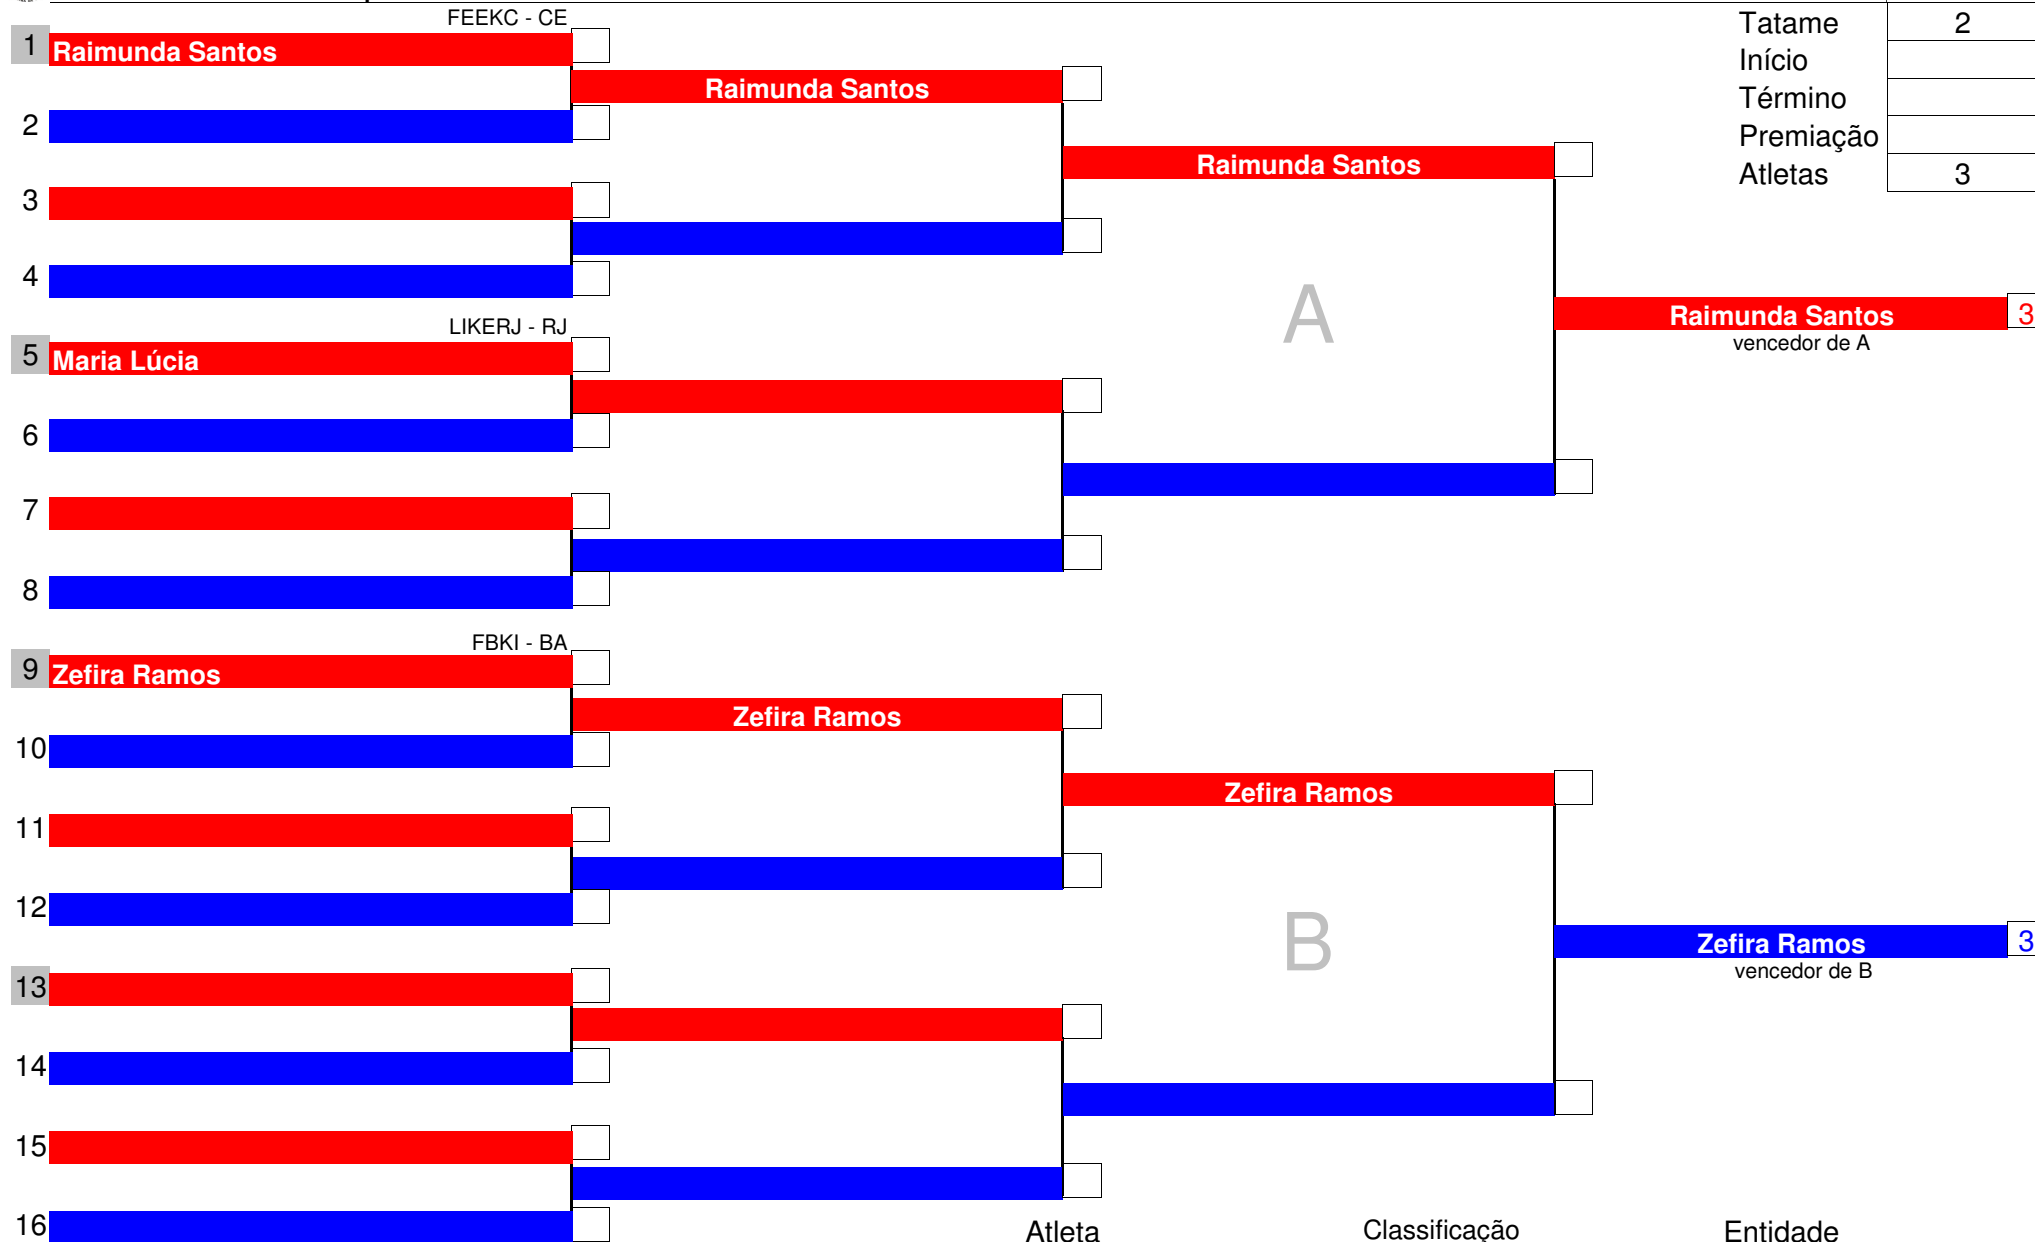 FEEKC - CE
Tatame 2
1 Raimunda Santos
Início
Raimunda Santos
Término
2
Premiação
Raimunda Santos
Atletas 3
3
4
A
Raimunda Santos 3
LIKERJ - RJ
vencedor de A
5 Maria Lúcia
6
7
8
FBKI - BA
9 Zefira Ramos
Zefira Ramos
10
Zefira Ramos
11
12
B
Zefira Ramos 3
vencedor de B
13
14
15
16
Atleta Classificação Entidade